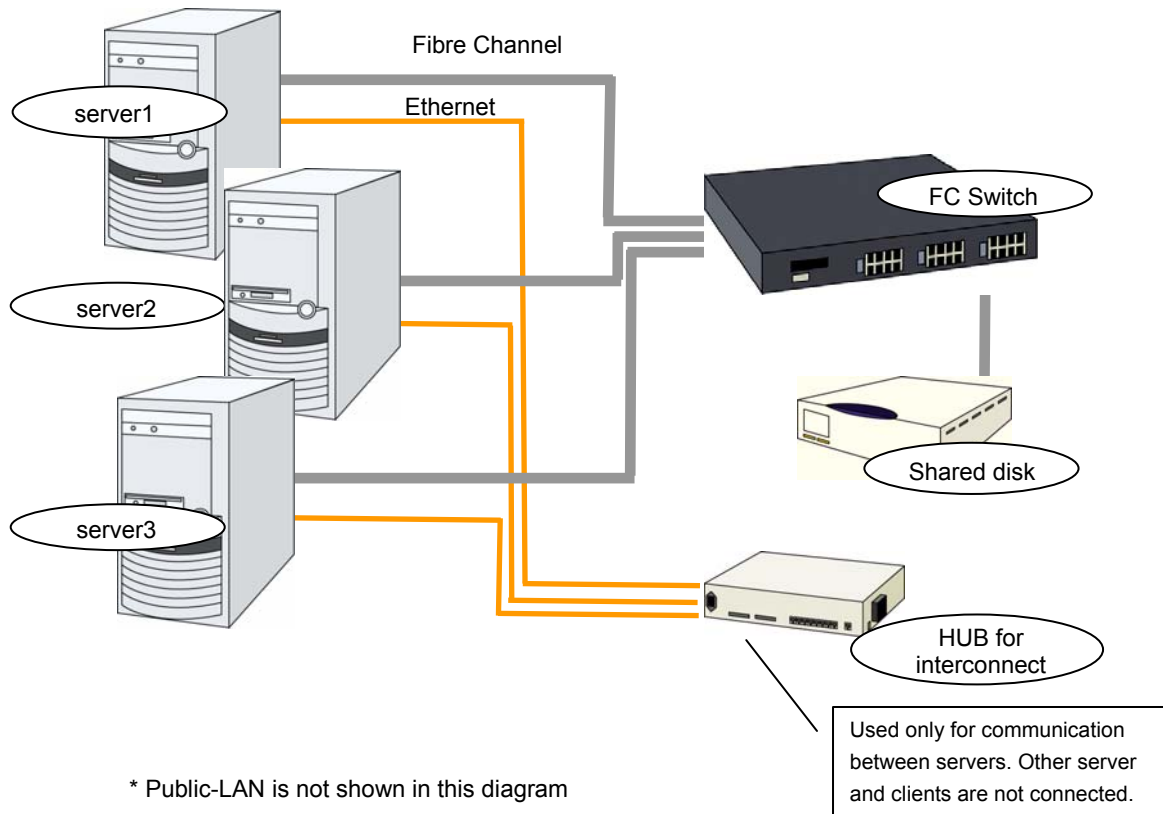 Fibre Channel
server1
Ethernet
FC Switch
server2
Shared disk
server3
HUB for
interconnect
Used only for communication
between servers. Other server
and clients are not connected.
* Public-LAN is not shown in this diagram